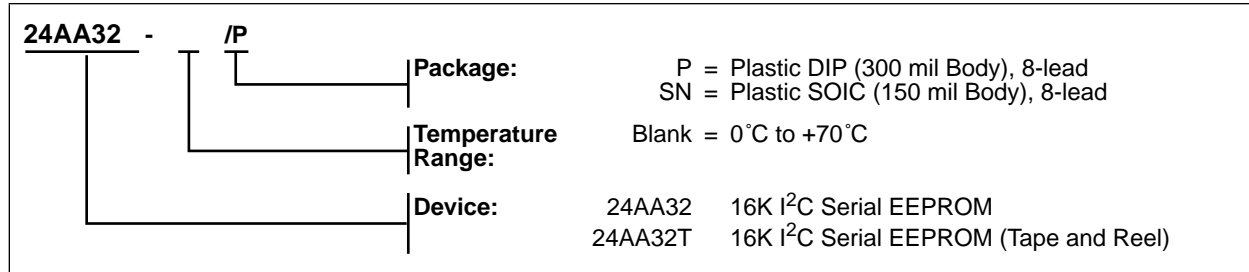 24AA32 - /P
Package: P = Plastic DIP (300 mil Body), 8-lead
SN = Plastic SOIC (150 mil Body), 8-lead
Temperature Blank = 0˚C to +70˚C
Range:
Device: 24AA32 16K I²C Serial EEPROM
24AA32T 16K I²C Serial EEPROM (Tape and Reel)